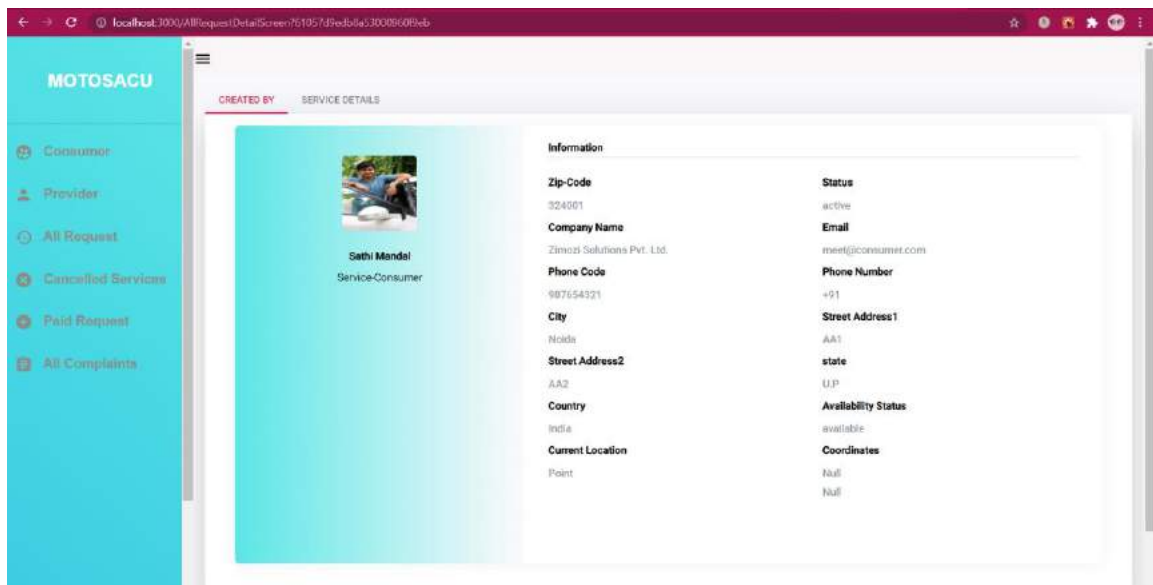 localhost:3000/AllRequestDetailScreen?
MOTOSACU
CREATED BY SERVICE DETAILS
Consumor
Provider
All Request
Cancelled Services
Paid Request
All Complaints
Sathi Mandal
Service-Consumer
Information
Zip-Code Status
324001 active
Company Name Email
Zimozi Solutions Pvt. Ltd. meet@consumer.com
Phone Code Phone Number
987654321 +91
City Street Address1
Noida AA1
Street Address2 state
AA2 U.P
Country Availability Status
India available
Current Location Coordinates
Point Null
Null